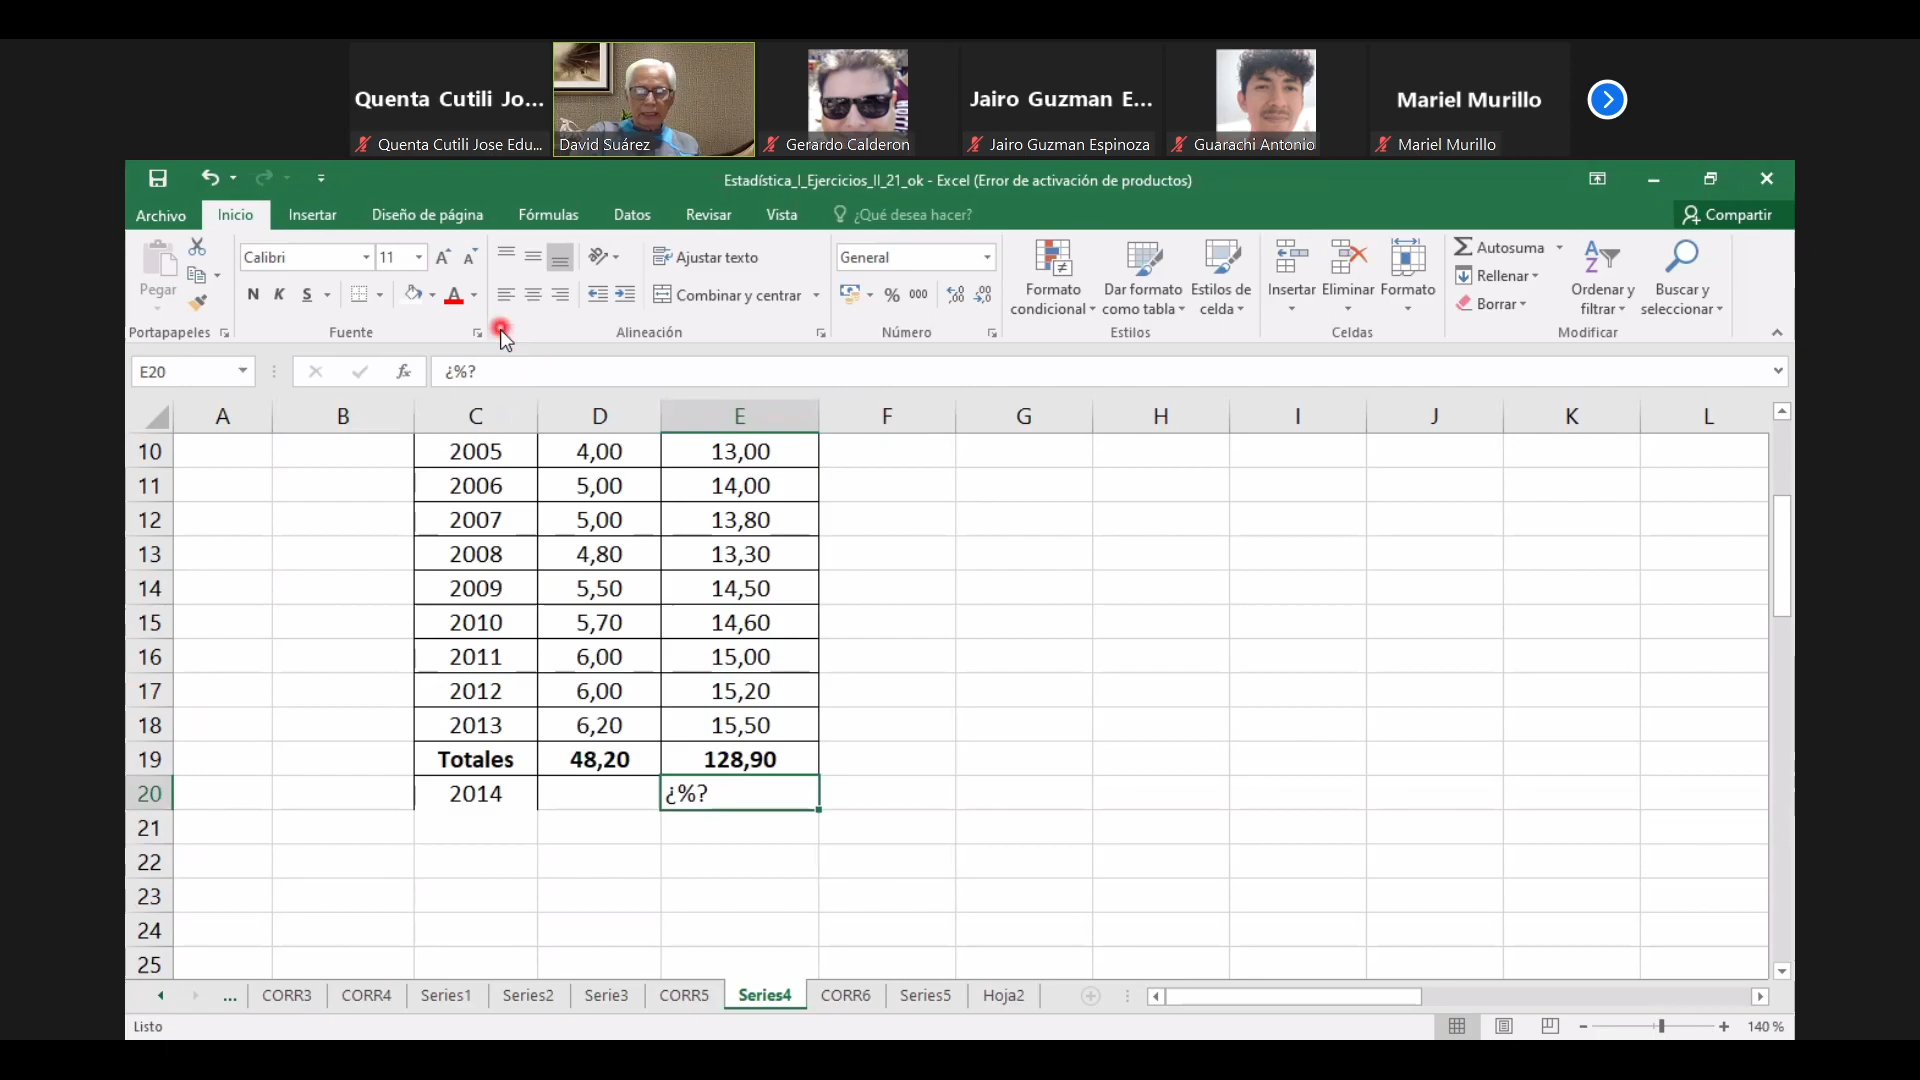 Quenta Cutili Jo...
Jairo Guzman E...
Mariel Murillo
Quenta Cutili Jose Edu...
David Suárez
Gerardo Calderon
Jairo Guzman Espinoza
Guarachi Antonio
Mariel Murillo
Estadística_I_Ejercicios_II_21_ok - Excel (Error de activación de productos)
Archivo Inicio Insertar Diseño de página Fórmulas Datos Revisar Vista ¿Qué desea hacer? Compartir
Pegar
Portapapeles
Calibri 11
N K S
Fuente
Ajustar texto
Combinar y centrar
Alineación
General
% 000
Número
Formato condicional
Dar formato como tabla
Estilos de celda
Estilos
Insertar Eliminar Formato
Celdas
Autosuma
Rellenar
Borrar
Ordenar y filtrar
Buscar y seleccionar
Modificar
E20 fx ¿%?
A B C D E F G H I J K L
10 2005 4,00 13,00
11 2006 5,00 14,00
12 2007 5,00 13,80
13 2008 4,80 13,30
14 2009 5,50 14,50
15 2010 5,70 14,60
16 2011 6,00 15,00
17 2012 6,00 15,20
18 2013 6,20 15,50
19 Totales 48,20 128,90
20 2014 ¿%?
21
22
23
24
25
... CORR3 CORR4 Series1 Series2 Serie3 CORR5 Series4 CORR6 Series5 Hoja2
Listo 140 %